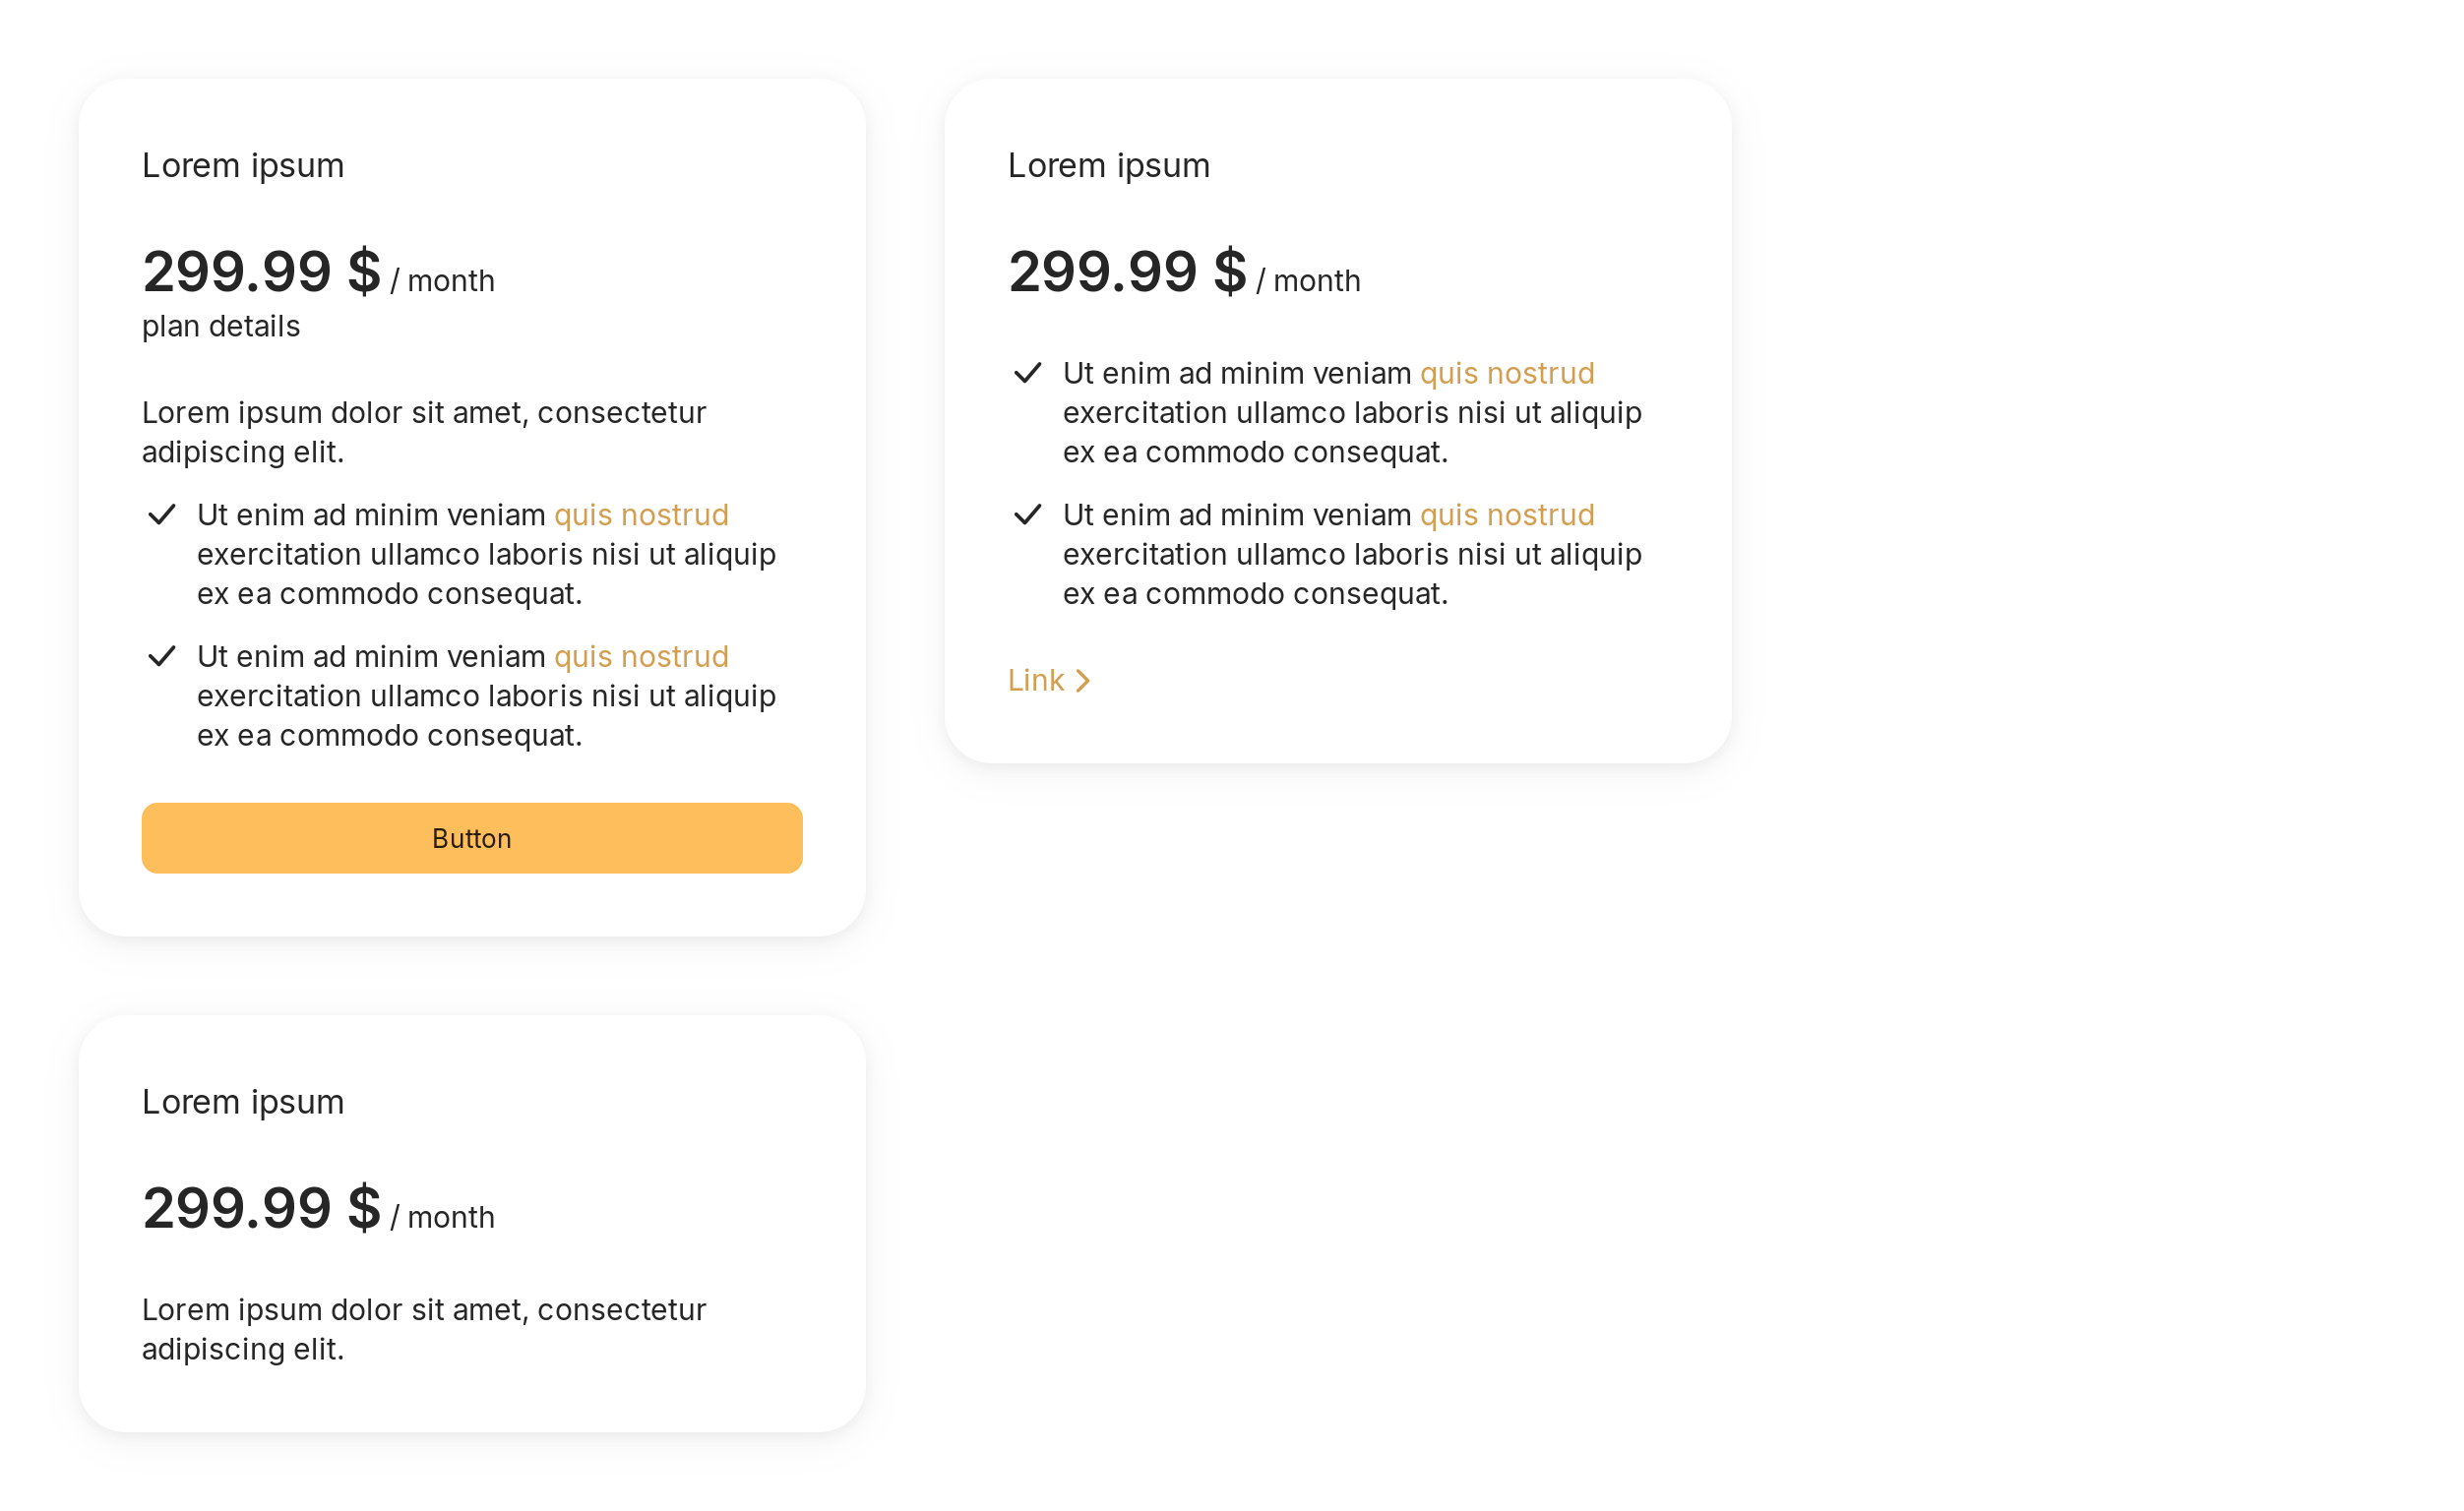 Lorem ipsum
299.99 $ / month
plan details
Lorem ipsum dolor sit amet, consectetur
adipiscing elit.
Ut enim ad minim veniam quis nostrud
exercitation ullamco laboris nisi ut aliquip
ex ea commodo consequat.
Ut enim ad minim veniam quis nostrud
exercitation ullamco laboris nisi ut aliquip
ex ea commodo consequat.
Button
Lorem ipsum
299.99 $ / month
Ut enim ad minim veniam quis nostrud
exercitation ullamco laboris nisi ut aliquip
ex ea commodo consequat.
Ut enim ad minim veniam quis nostrud
exercitation ullamco laboris nisi ut aliquip
ex ea commodo consequat.
Link
Lorem ipsum
299.99 $ / month
Lorem ipsum dolor sit amet, consectetur
adipiscing elit.